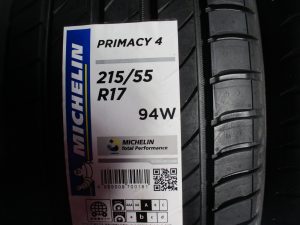 MICHELIN
PRIMACY 4
215/55
R17
94W
MICHELIN
Total Performance